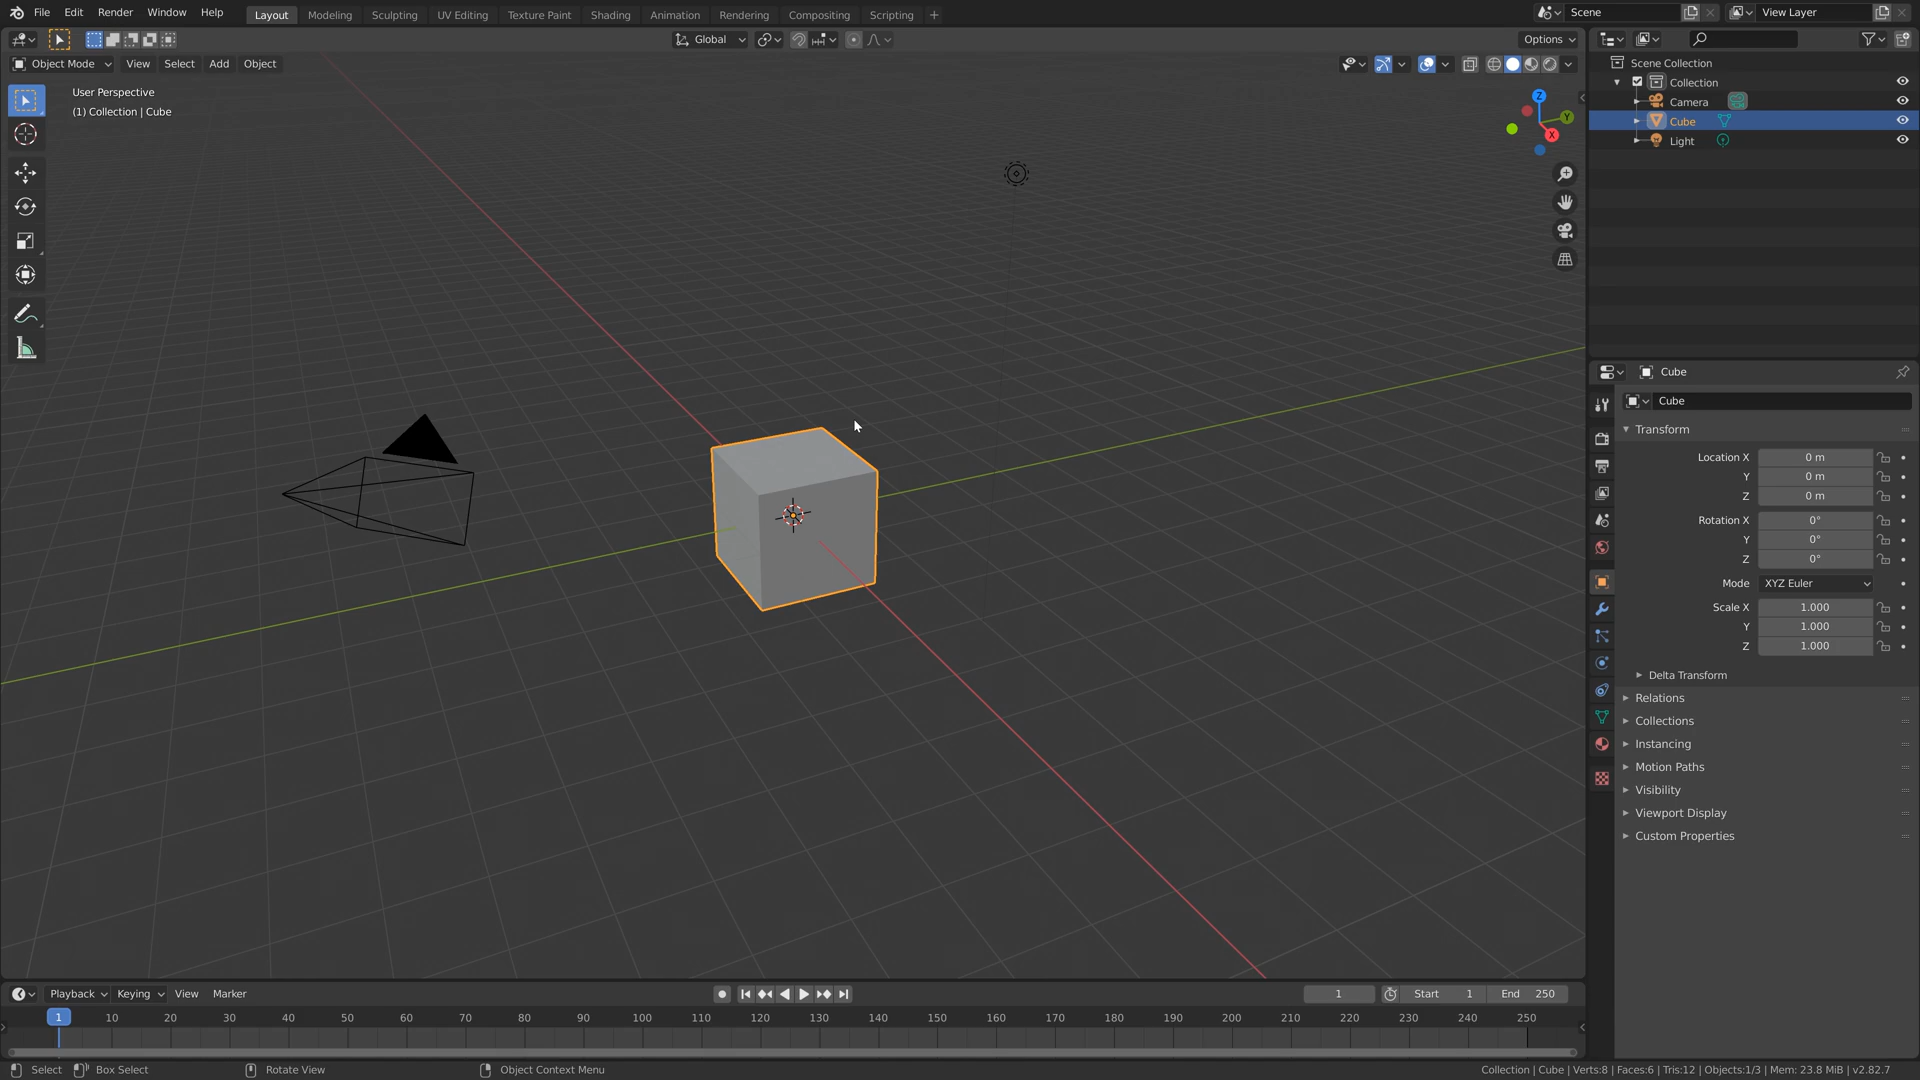 File Edit Render Window Help Layout Modeling Sculpting UV Editing Texture Paint Shading Animation Rendering Compositing Scripting + Scene View Layer
Global Options
Object Mode View Select Add Object
User Perspective
(1) Collection | Cube
Z
Y
X
Scene Collection
Collection
Camera
Cube
Light
Cube
Cube
Transform
Location X 0 m
Y 0 m
Z 0 m
Rotation X 0°
Y 0°
Z 0°
Mode XYZ Euler
Scale X 1.000
Y 1.000
Z 1.000
Delta Transform
Relations
Collections
Instancing
Motion Paths
Visibility
Viewport Display
Custom Properties
Playback Keying View Marker 1 Start 1 End 250
1 10 20 30 40 50 60 70 80 90 100 110 120 130 140 150 160 170 180 190 200 210 220 230 240 250
Select Box Select Rotate View Object Context Menu Collection | Cube | Verts:8 | Faces:6 | Tris:12 | Objects:1/3 | Mem: 23.8 MiB | v2.82.7